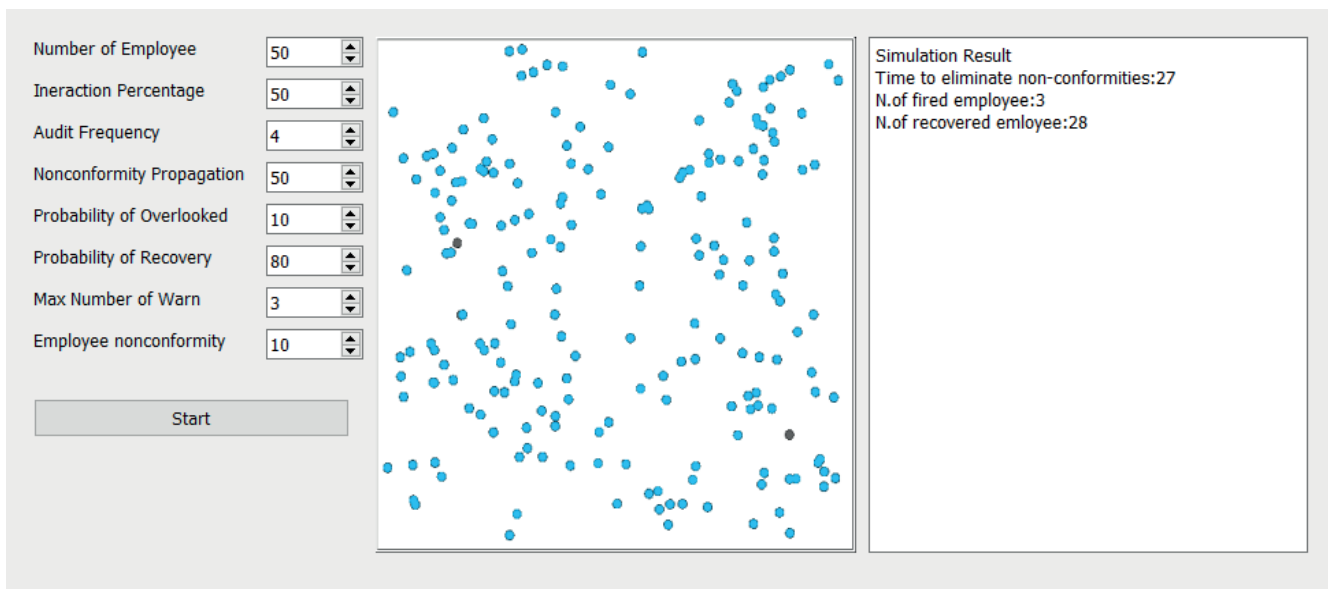 Number of Employee 50
Ineraction Percentage 50
Audit Frequency 4
Nonconformity Propagation 50
Probability of Overlooked 10
Probability of Recovery 80
Max Number of Warn 3
Employee nonconformity 10
Start
Simulation Result
Time to eliminate non-conformities:27
N.of fired employee:3
N.of recovered emloyee:28